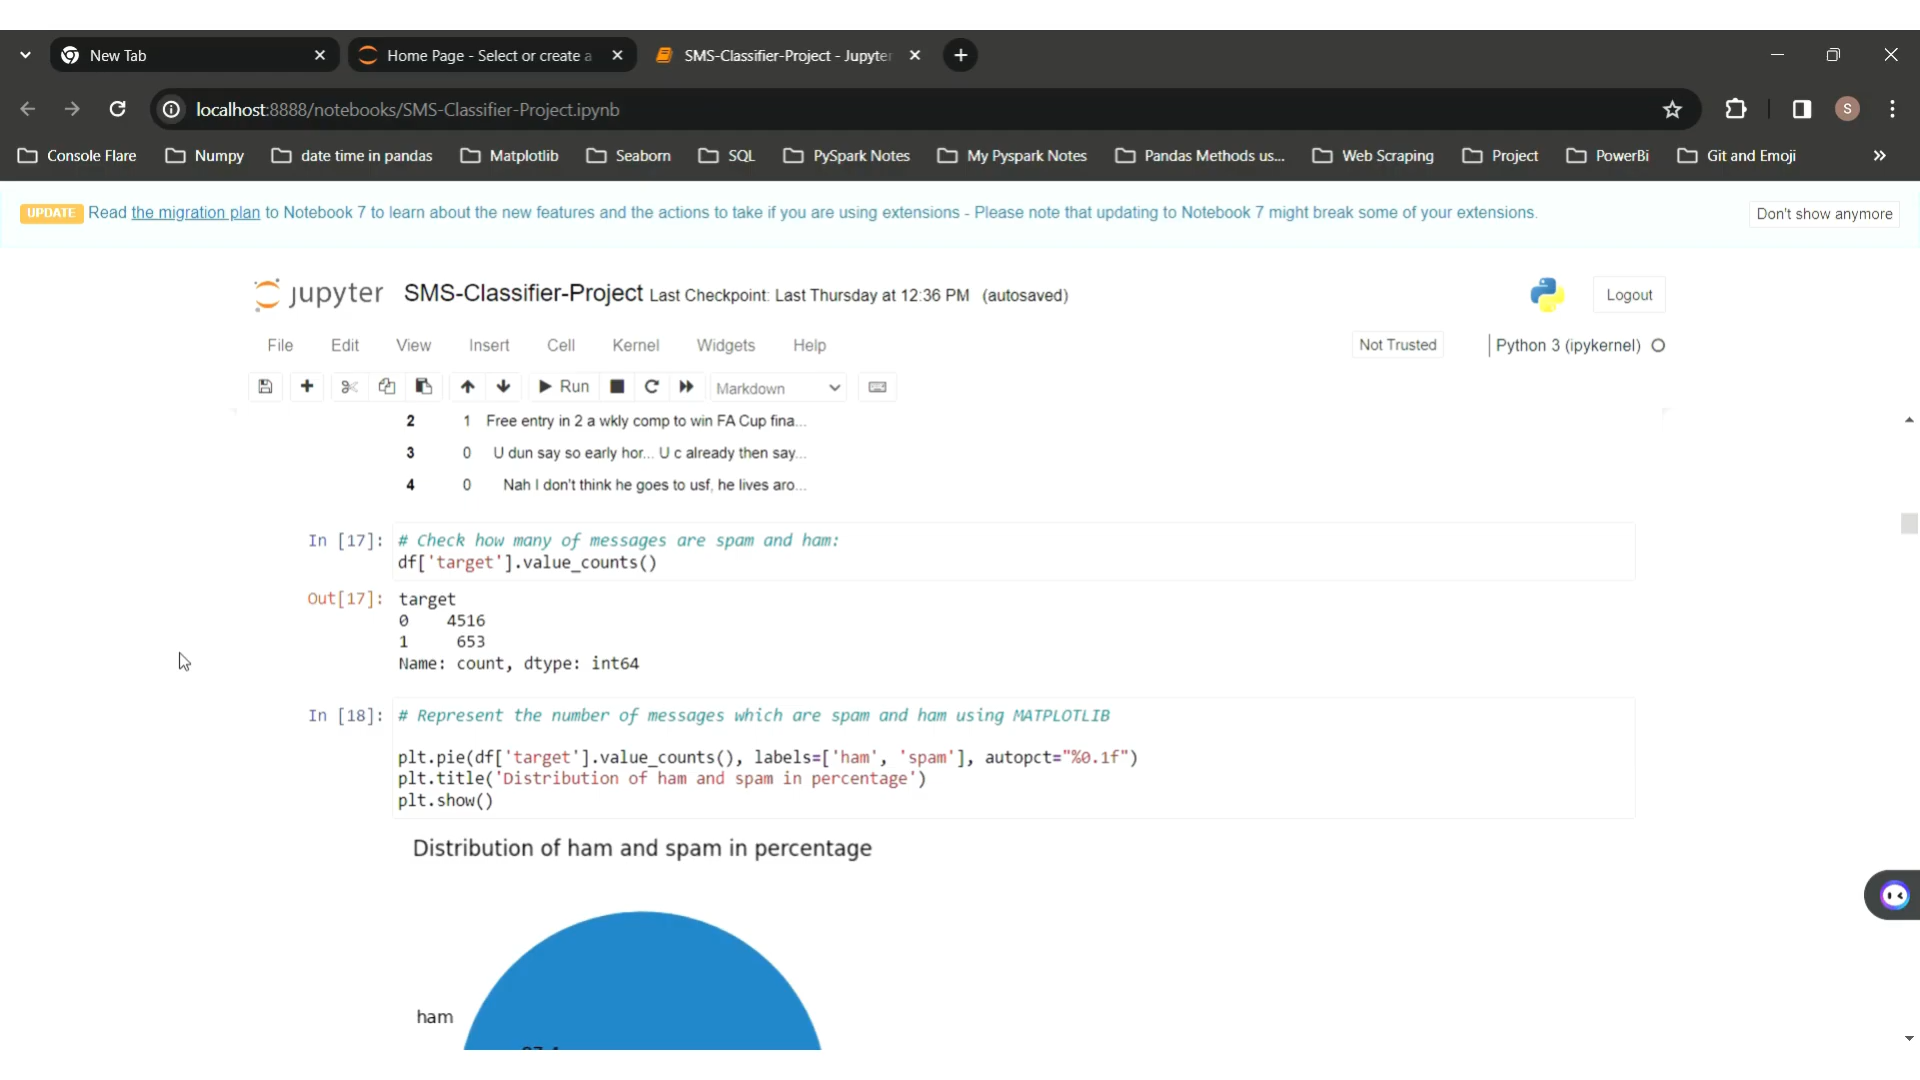 New Tab
Home Page - Select or create a
SMS-Classifier-Project - Jupyter
localhost:8888/notebooks/SMS-Classifier-Project.ipynb
S
Console Flare
Numpy
date time in pandas
Matplotlib
Seaborn
SQL
PySpark Notes
My Pyspark Notes
Pandas Methods us...
Web Scraping
Project
PowerBi
Git and Emoji
UPDATE Read the migration plan to Notebook 7 to learn about the new features and the actions to take if you are using extensions - Please note that updating to Notebook 7 might break some of your extensions.
Don't show anymore
jupyter SMS-Classifier-Project Last Checkpoint: Last Thursday at 12:36 PM (autosaved)
Logout
File Edit View Insert Cell Kernel Widgets Help
Not Trusted
Python 3 (ipykernel)
Run
Markdown
2 1 Free entry in 2 a wkly comp to win FA Cup fina...
3 0 U dun say so early hor... U c already then say...
4 0 Nah I don't think he goes to usf, he lives aro...
In [17]: # Check how many of messages are spam and ham:
df['target'].value_counts()
Out[17]: target
0 4516
1 653
Name: count, dtype: int64
In [18]: # Represent the number of messages which are spam and ham using MATPLOTLIB
plt.pie(df['target'].value_counts(), labels=['ham', 'spam'], autopct="%0.1f")
plt.title('Distribution of ham and spam in percentage')
plt.show()
Distribution of ham and spam in percentage
ham